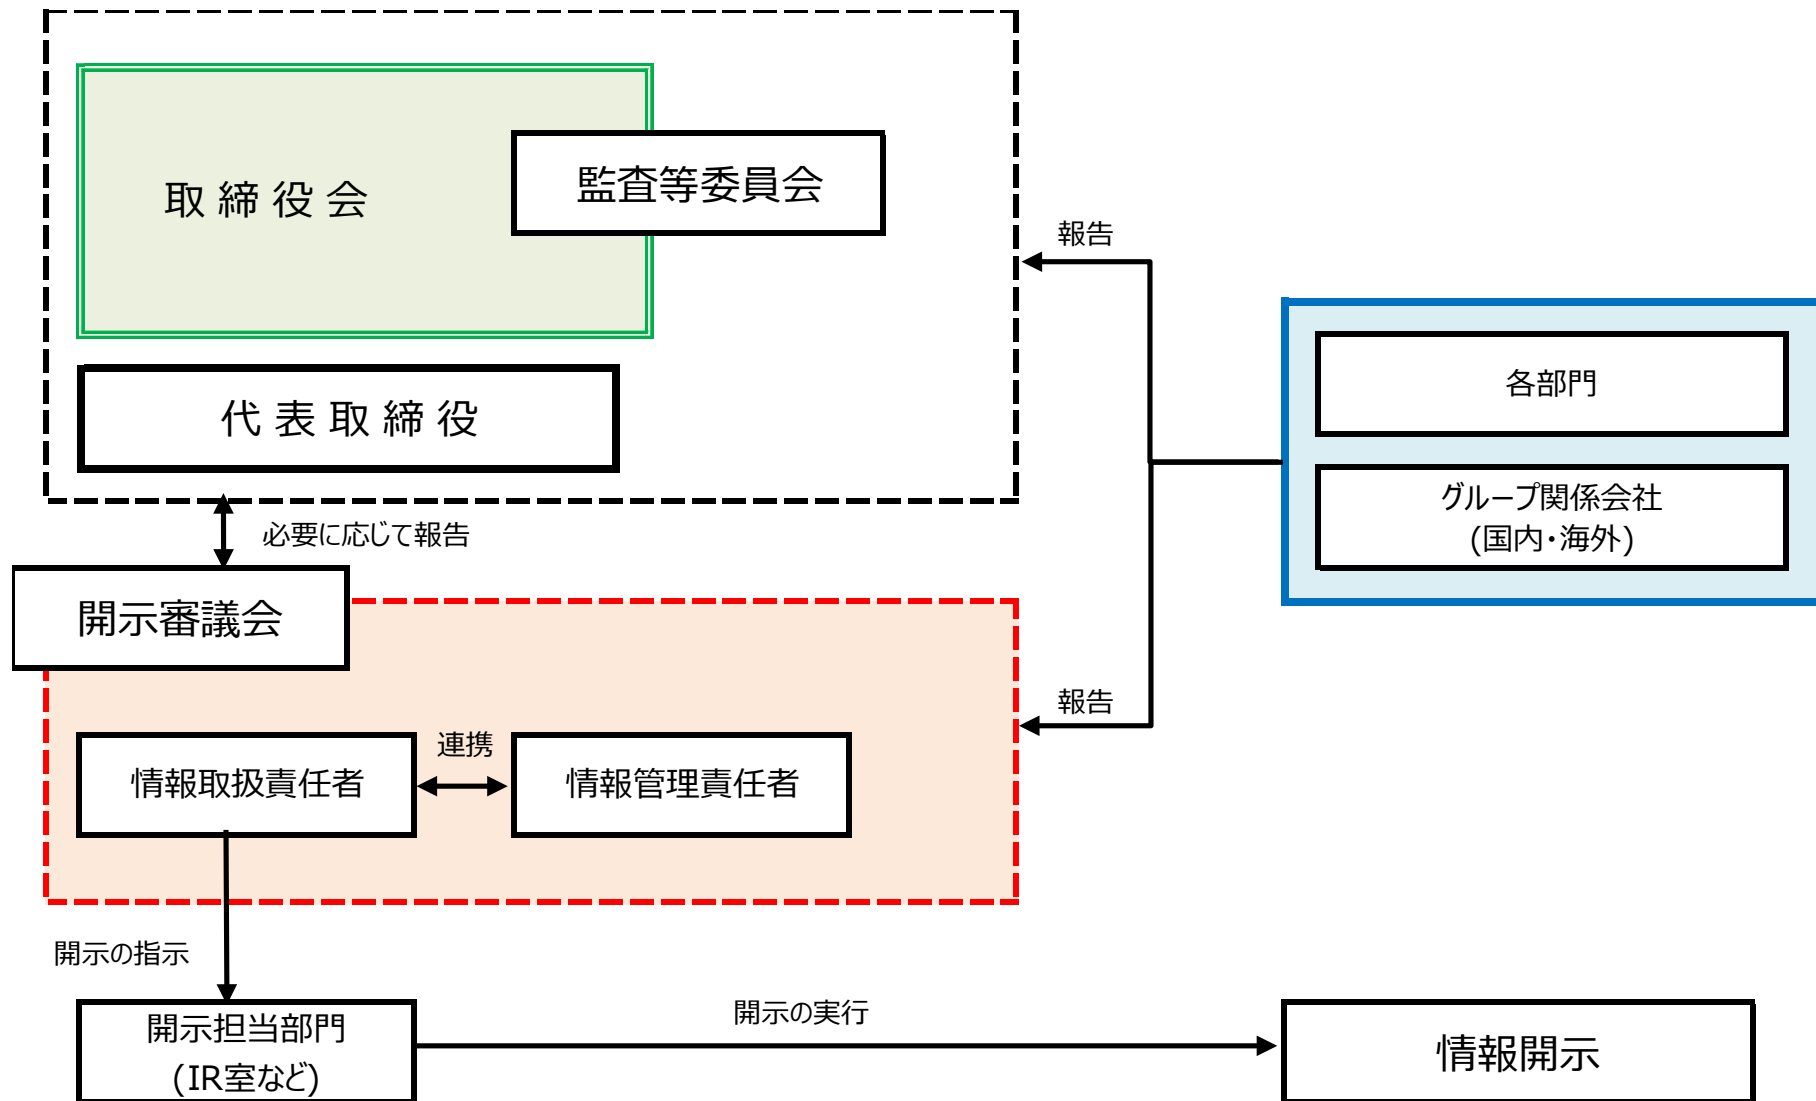 取締役会
監査等委員会
報告
各部門
代表取締役
グループ関係会社
(国内・海外)
必要に応じて報告
開示審議会
報告
連携
情報取扱責任者
情報管理責任者
開示の指示
開示の実行
開示担当部門
(IR室など)
情報開示